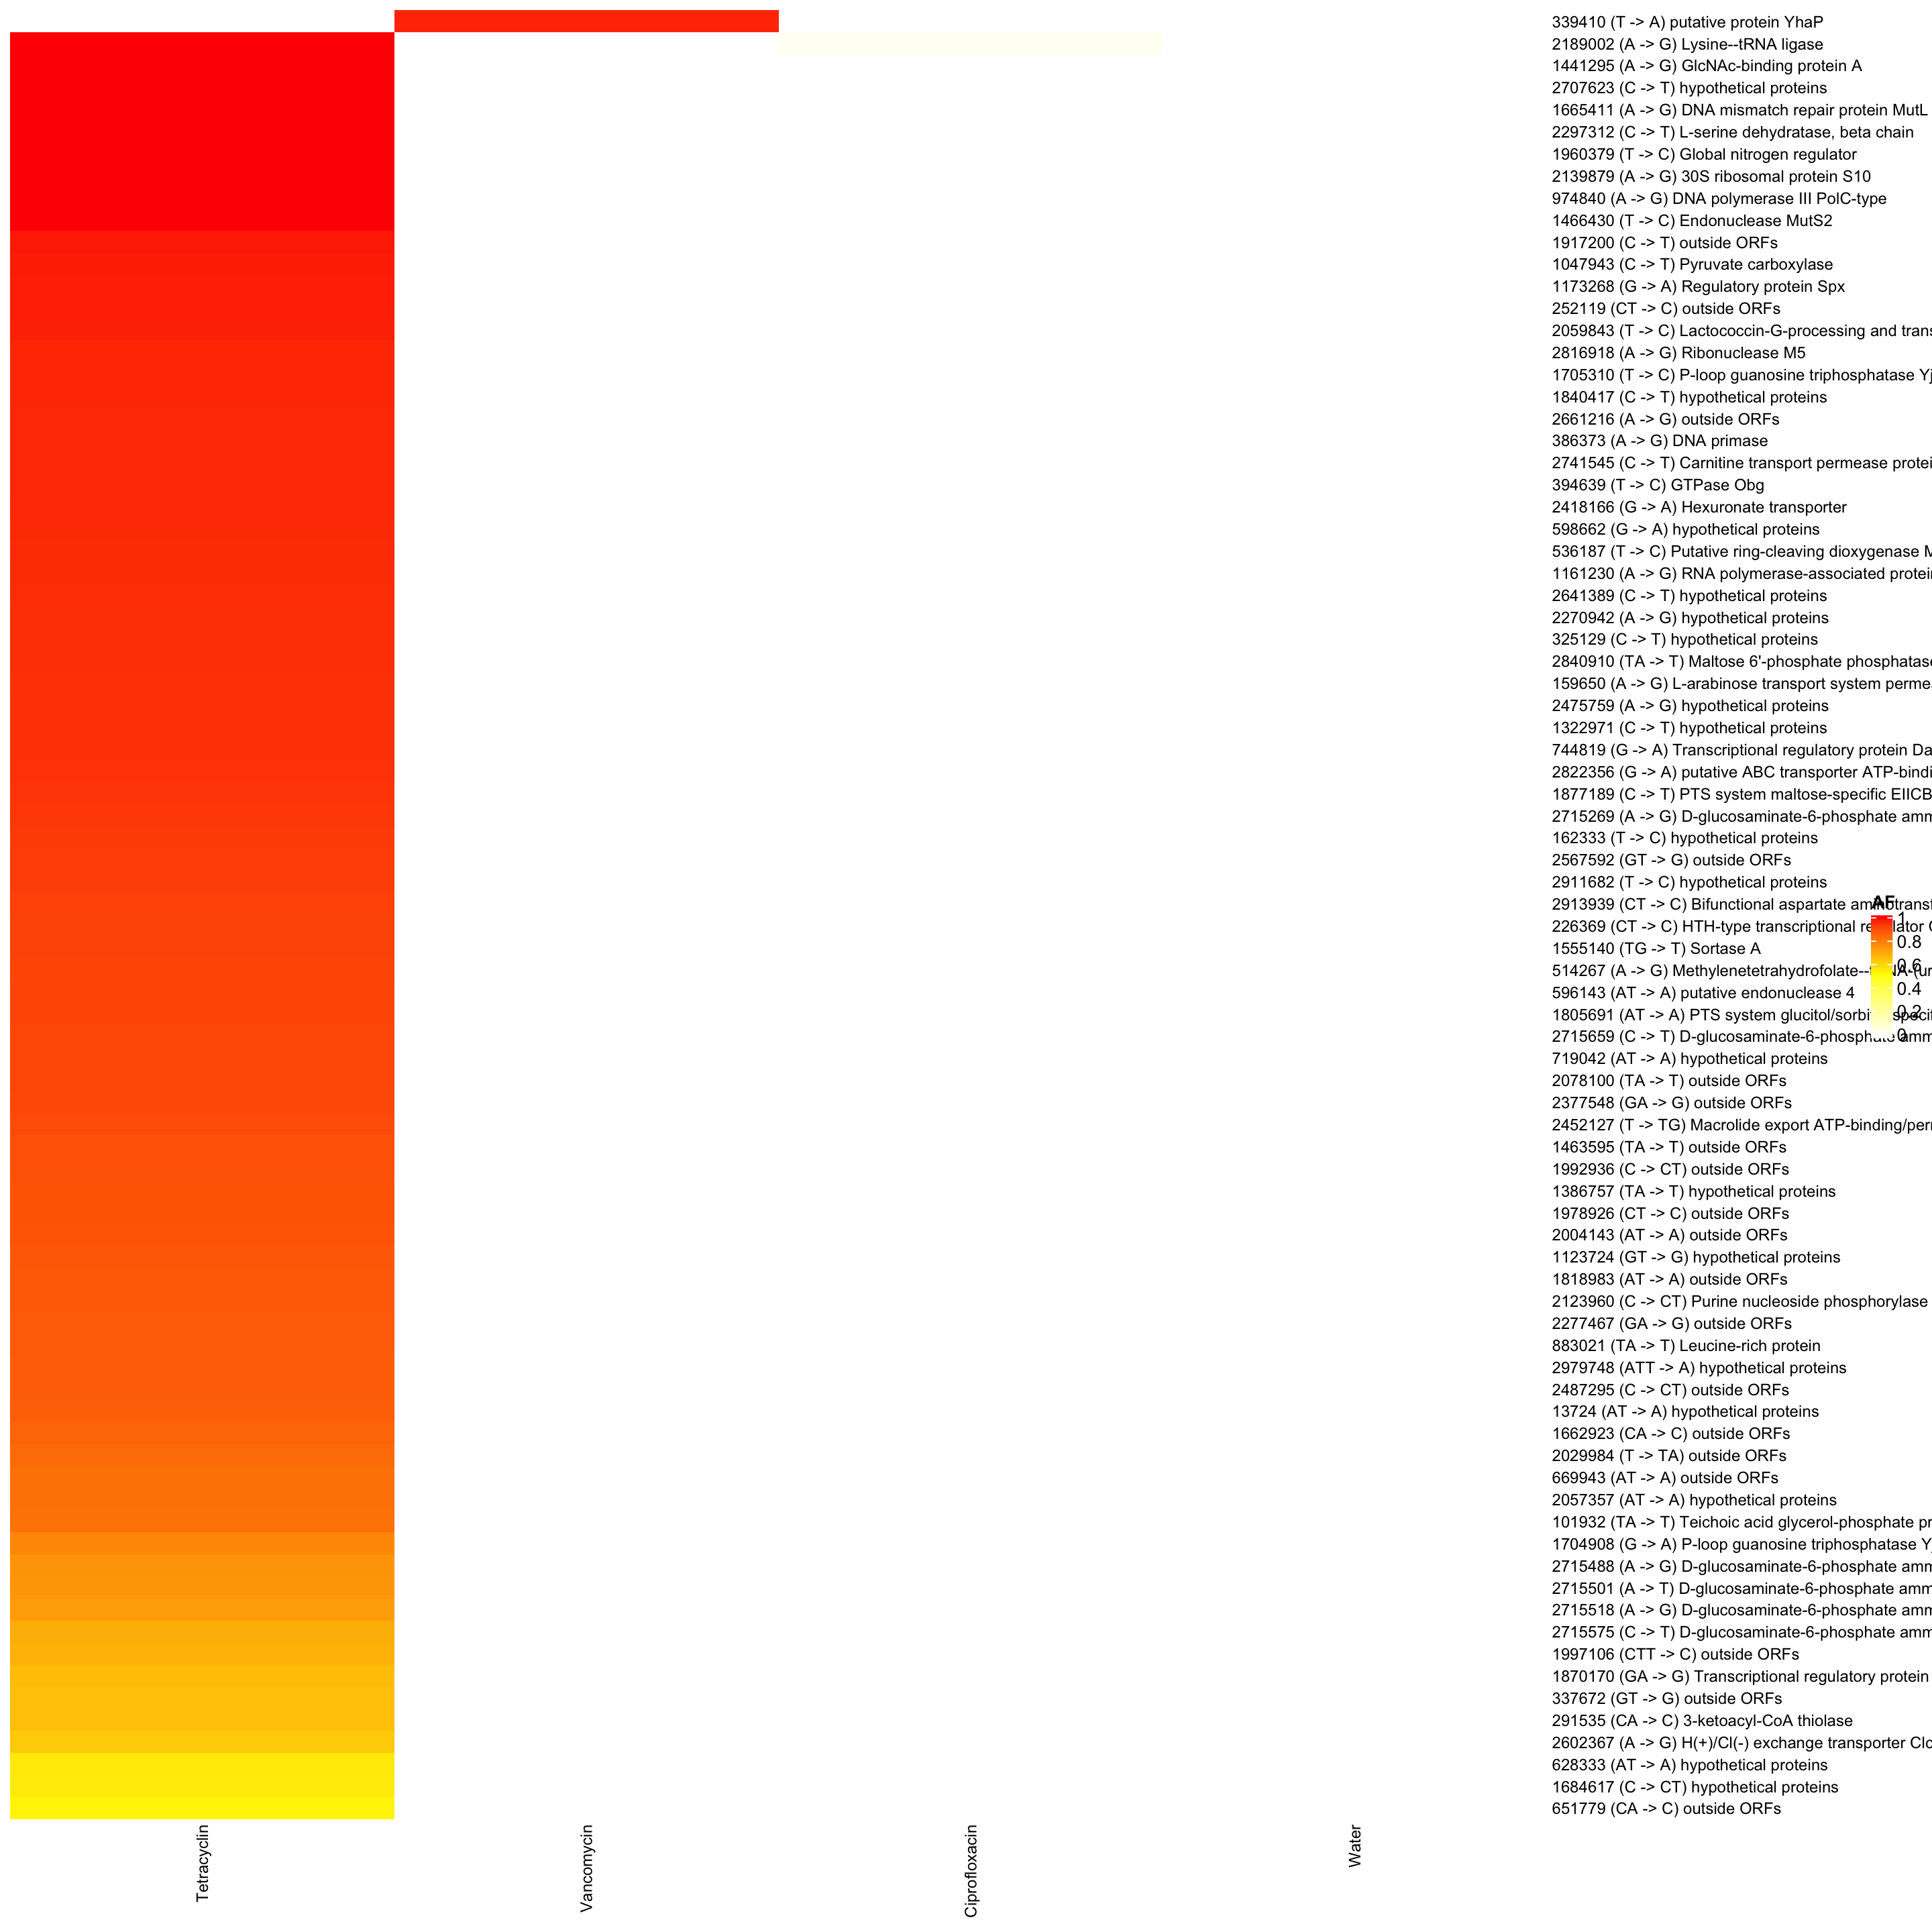 339410 (T -> A) putative protein YhaP
2189002 (A -> G) Lysine--tRNA ligase
1441295 (A -> G) GlcNAc-binding protein A
2707623 (C -> T) hypothetical proteins
1665411 (A -> G) DNA mismatch repair protein MutL
2297312 (C -> T) L-serine dehydratase, beta chain
1960379 (T -> C) Global nitrogen regulator
2139879 (A -> G) 30S ribosomal protein S10
974840 (A -> G) DNA polymerase III PolC-type
1466430 (T -> C) Endonuclease MutS2
1917200 (C -> T) outside ORFs
1047943 (C -> T) Pyruvate carboxylase
1173268 (G -> A) Regulatory protein Spx
252119 (CT -> C) outside ORFs
2059843 (T -> C) Lactococcin-G-processing and trans
2816918 (A -> G) Ribonuclease M5
1705310 (T -> C) P-loop guanosine triphosphatase Yj
1840417 (C -> T) hypothetical proteins
2661216 (A -> G) outside ORFs
386373 (A -> G) DNA primase
2741545 (C -> T) Carnitine transport permease protei
394639 (T -> C) GTPase Obg
2418166 (G -> A) Hexuronate transporter
598662 (G -> A) hypothetical proteins
536187 (T -> C) Putative ring-cleaving dioxygenase M
1161230 (A -> G) RNA polymerase-associated protei
2641389 (C -> T) hypothetical proteins
2270942 (A -> G) hypothetical proteins
325129 (C -> T) hypothetical proteins
2840910 (TA -> T) Maltose 6'-phosphate phosphatase
159650 (A -> G) L-arabinose transport system perme
2475759 (A -> G) hypothetical proteins
1322971 (C -> T) hypothetical proteins
744819 (G -> A) Transcriptional regulatory protein Da
2822356 (G -> A) putative ABC transporter ATP-bindi
1877189 (C -> T) PTS system maltose-specific EIICB
2715269 (A -> G) D-glucosaminate-6-phosphate amm
162333 (T -> C) hypothetical proteins
2567592 (GT -> G) outside ORFs
2911682 (T -> C) hypothetical proteins
2913939 (CT -> C) Bifunctional aspartate aminotransf
226369 (CT -> C) HTH-type transcriptional regulator
1555140 (TG -> T) Sortase A
514267 (A -> G) Methylenetetrahydrofolate--tRNA-(ur
596143 (AT -> A) putative endonuclease 4
1805691 (AT -> A) PTS system glucitol/sorbitol-specif
2715659 (C -> T) D-glucosaminate-6-phosphate amm
719042 (AT -> A) hypothetical proteins
2078100 (TA -> T) outside ORFs
2377548 (GA -> G) outside ORFs
2452127 (T -> TG) Macrolide export ATP-binding/per
1463595 (TA -> T) outside ORFs
1992936 (C -> CT) outside ORFs
1386757 (TA -> T) hypothetical proteins
1978926 (CT -> C) outside ORFs
2004143 (AT -> A) outside ORFs
1123724 (GT -> G) hypothetical proteins
1818983 (AT -> A) outside ORFs
2123960 (C -> CT) Purine nucleoside phosphorylase
2277467 (GA -> G) outside ORFs
883021 (TA -> T) Leucine-rich protein
2979748 (ATT -> A) hypothetical proteins
2487295 (C -> CT) outside ORFs
13724 (AT -> A) hypothetical proteins
1662923 (CA -> C) outside ORFs
2029984 (T -> TA) outside ORFs
669943 (AT -> A) outside ORFs
2057357 (AT -> A) hypothetical proteins
101932 (TA -> T) Teichoic acid glycerol-phosphate pr
1704908 (G -> A) P-loop guanosine triphosphatase Y
2715488 (A -> G) D-glucosaminate-6-phosphate amm
2715501 (A -> T) D-glucosaminate-6-phosphate amm
2715518 (A -> G) D-glucosaminate-6-phosphate amm
2715575 (C -> T) D-glucosaminate-6-phosphate amm
1997106 (CTT -> C) outside ORFs
1870170 (GA -> G) Transcriptional regulatory protein
337672 (GT -> G) outside ORFs
291535 (CA -> C) 3-ketoacyl-CoA thiolase
2602367 (A -> G) H(+)/Cl(-) exchange transporter Clc
628333 (AT -> A) hypothetical proteins
1684617 (C -> CT) hypothetical proteins
651779 (CA -> C) outside ORFs
AF
1
0.8
0.6
0.4
0.2
0
Tetracyclin
Vancomycin
Ciprofloxacin
Water